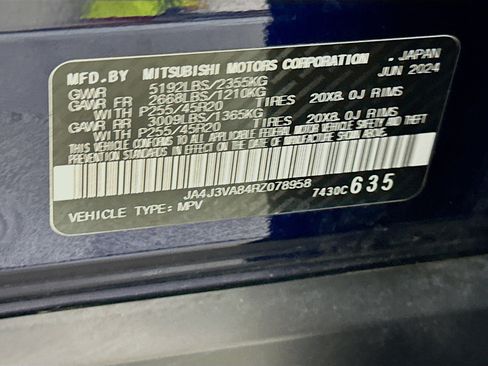 MFD.BY MITSUBISHI MOTORS CORPORATION . JAPAN
GVWR 5192LBS/2355KG JUN 2024
GAWR FR 2668LBS/1210KG
WITH P255/45R20 20X8.0J RIMS
GAWR RR 3009LBS/1365KG
WITH P255/45R20 20X8.0J RIMS
THIS VEHICLE CONFORMS TO ALL APPLICABLE FEDERAL MOTOR VEHICLE SAFETY AND THEFT
PREVENTION STANDARDS IN EFFECT ON THE DATE OF MANUFACTURE SHOWN ABOVE.
JA4J3VA84RZ078958
VEHICLE TYPE: MPV 7430C 635